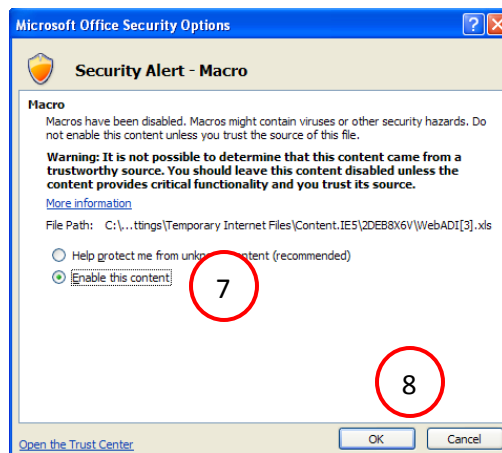 Microsoft Office Security Options
Security Alert - Macro
Macro
Macros have been disabled. Macros might contain viruses or other security hazards. Do
not enable this content unless you trust the source of this file.
Warning: It is not possible to determine that this content came from a
trustworthy source. You should leave this content disabled unless the
content provides critical functionality and you trust its source.
More information
File Path: C:\...ttings\Temporary Internet Files\Content.IE5\2DEB8X6V\WebADI[3].xls
Help protect me from content (recommended)
Enable this content
7
8
Open the Trust Center
OK
Cancel